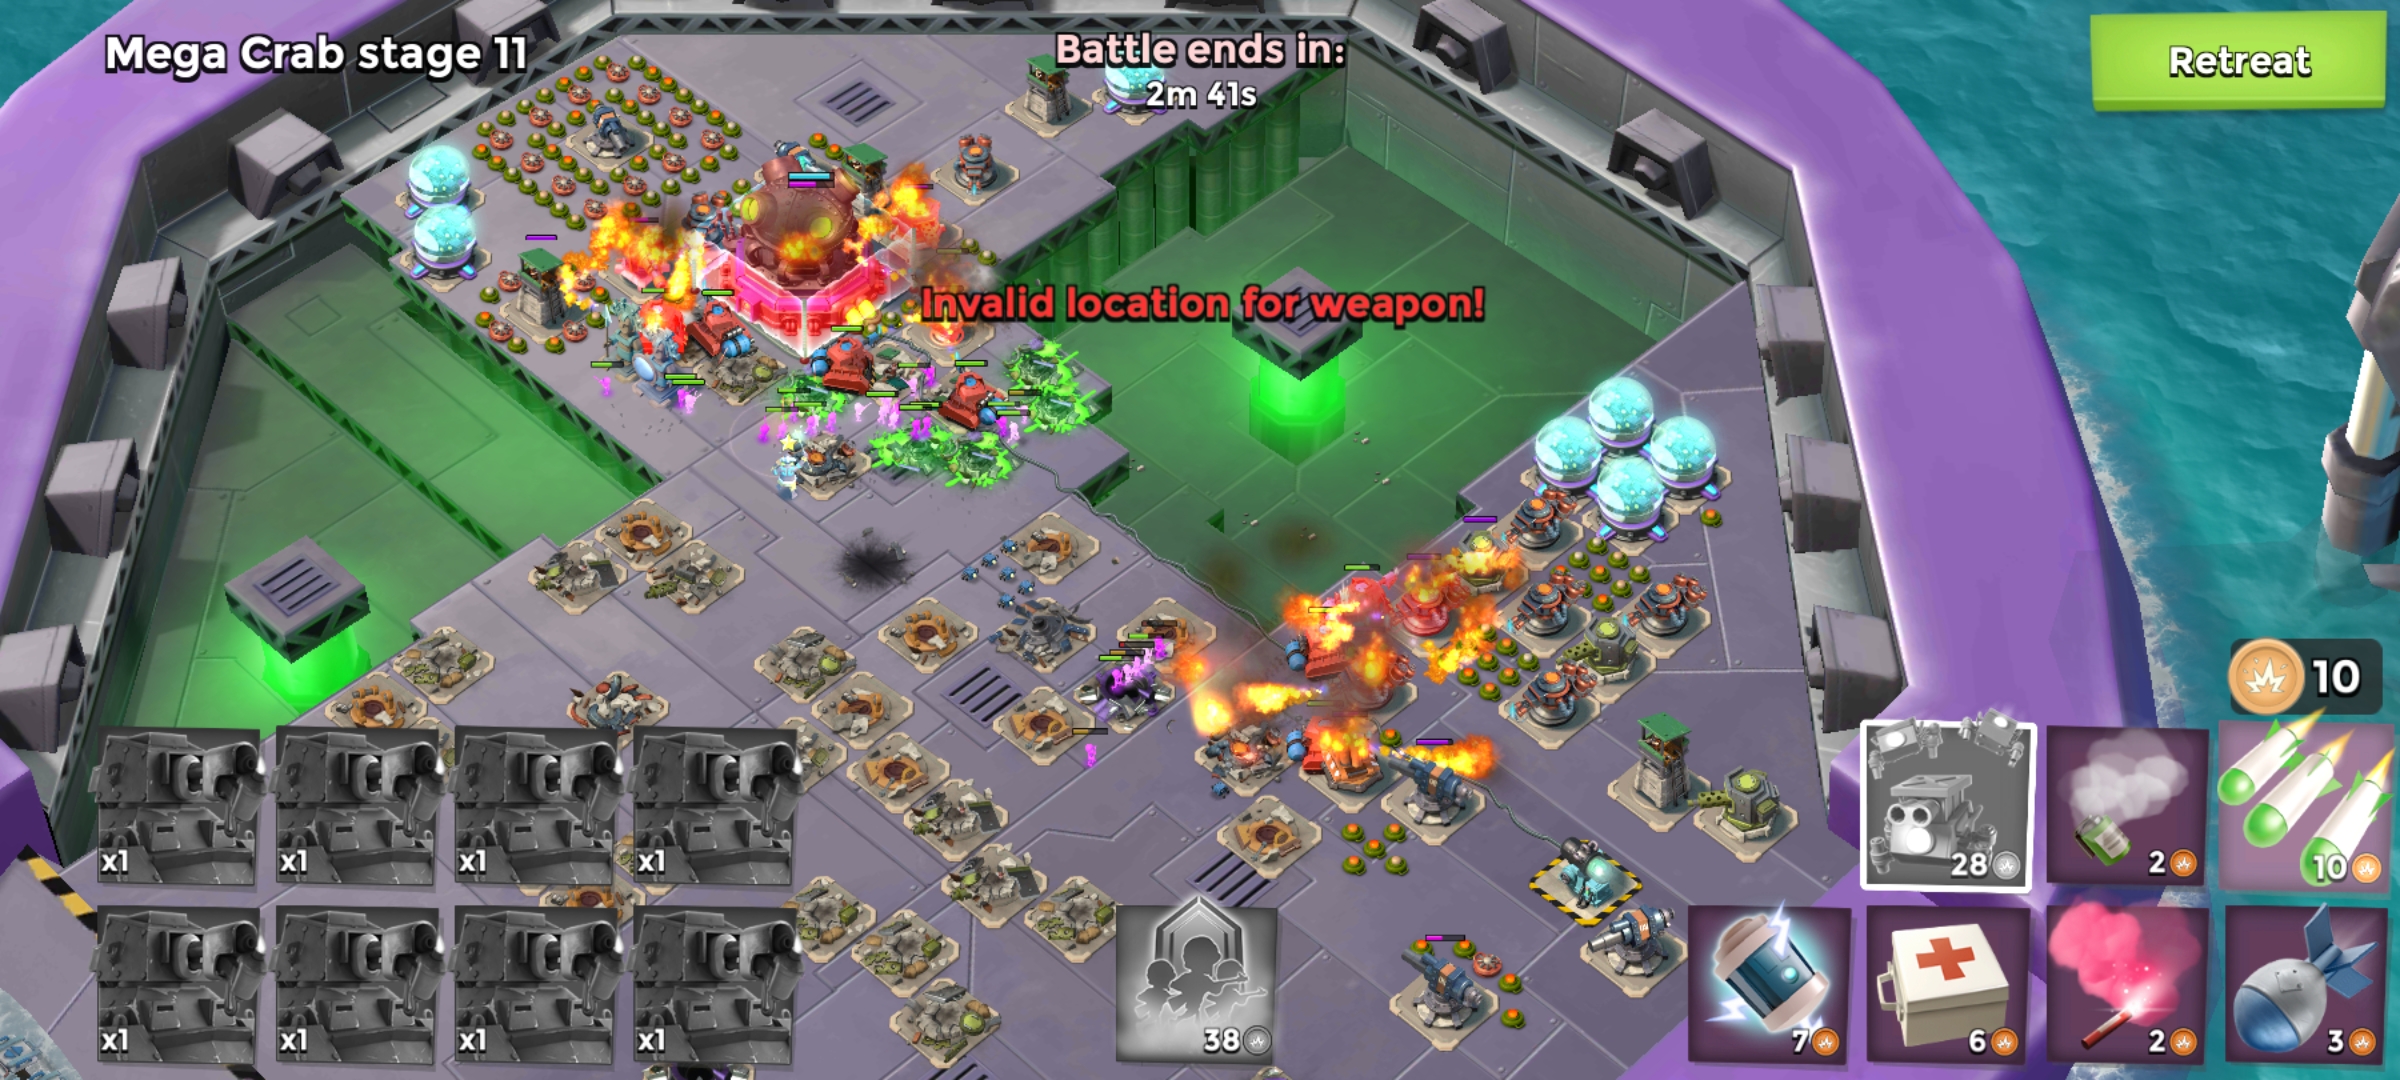 Mega Crab stage 11
Battle ends in:
2m 41s
Retreat
Invalid location for weapon!
10
x1
x1
x1
x1
28
2
10
x1
x1
x1
x1
38
7
6
2
3